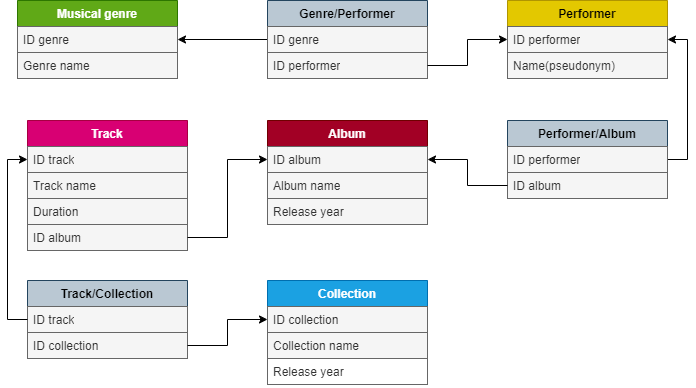 Musical genre
ID genre
Genre name
Genre/Performer
ID genre
ID performer
Performer
ID performer
Name(pseudonym)
Track
ID track
Track name
Duration
ID album
Album
ID album
Album name
Release year
Performer/Album
ID performer
ID album
Track/Collection
ID track
ID collection
Collection
ID collection
Collection name
Release year